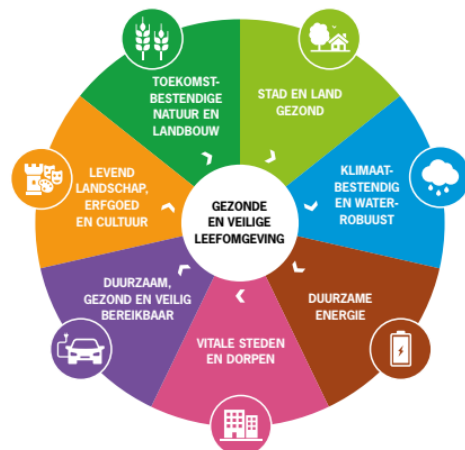 TOEKOMST-
BESTENDIGE
NATUUR EN
LANDBOUW
STAD EN LAND
GEZOND
KLIMAAT-
BESTENDIG
EN WATER-
ROBUUST
DUURZAME
ENERGIE
VITALE STEDEN
EN DORPEN
DUURZAAM,
GEZOND EN VEILIG
BEREIKBAAR
LEVEND
LANDSCHAP,
ERFGOED
EN CULTUUR
GEZONDE
EN VEILIGE
LEEFOMGEVING